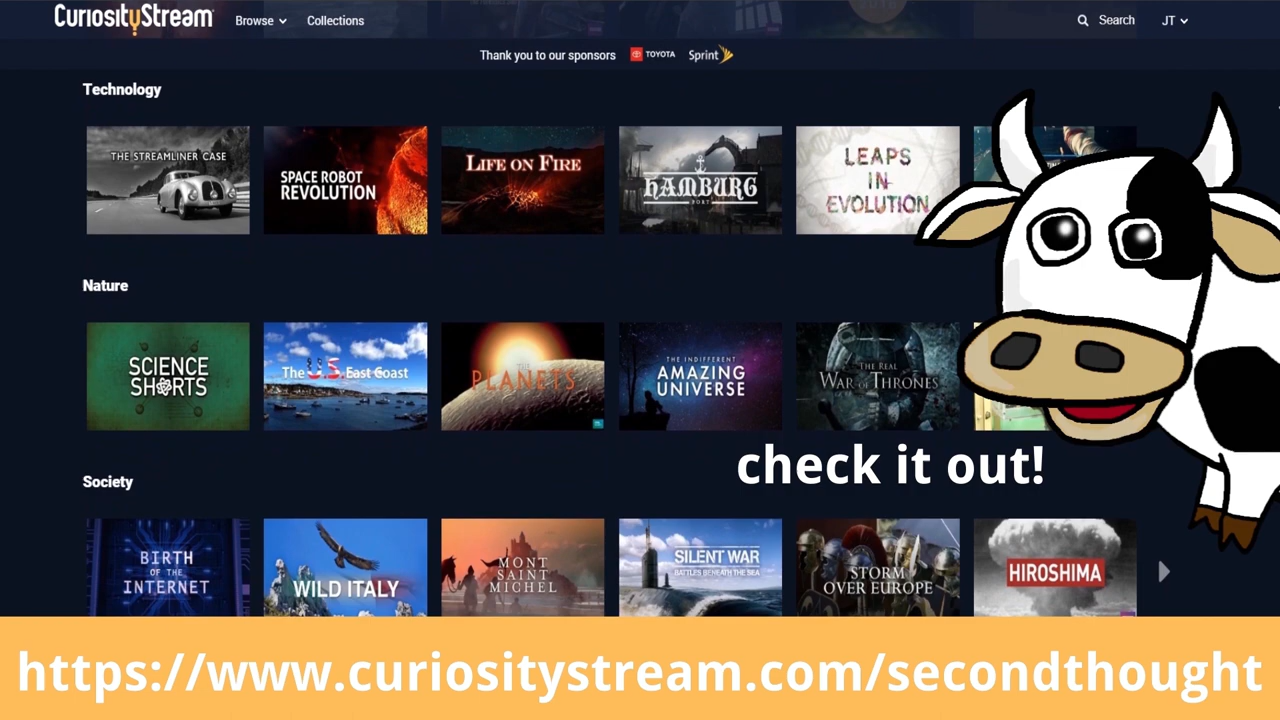 CuriosityStream
Browse
Collections
Search
JT
Thank you to our sponsors
TOYOTA
Sprint
Technology
THE STREAMLINER CASE
SPACE ROBOT
REVOLUTION
LIFE ON FIRE
HAMBURG
PORT
LEAPS
IN
EVOLUTION
Nature
SCIENCE
SHORTS
The U.S. East Coast
THE
PLANETS
THE INDIFFERENT
AMAZING
UNIVERSE
THE REAL
WAR OF THRONES
check it out!
Society
BIRTH
OF THE
INTERNET
WILD ITALY
MONT
SAINT
MICHEL
SILENT WAR
BATTLES BENEATH THE SEA
STORM
OVER EUROPE
HIROSHIMA
https://www.curiositystream.com/secondthought